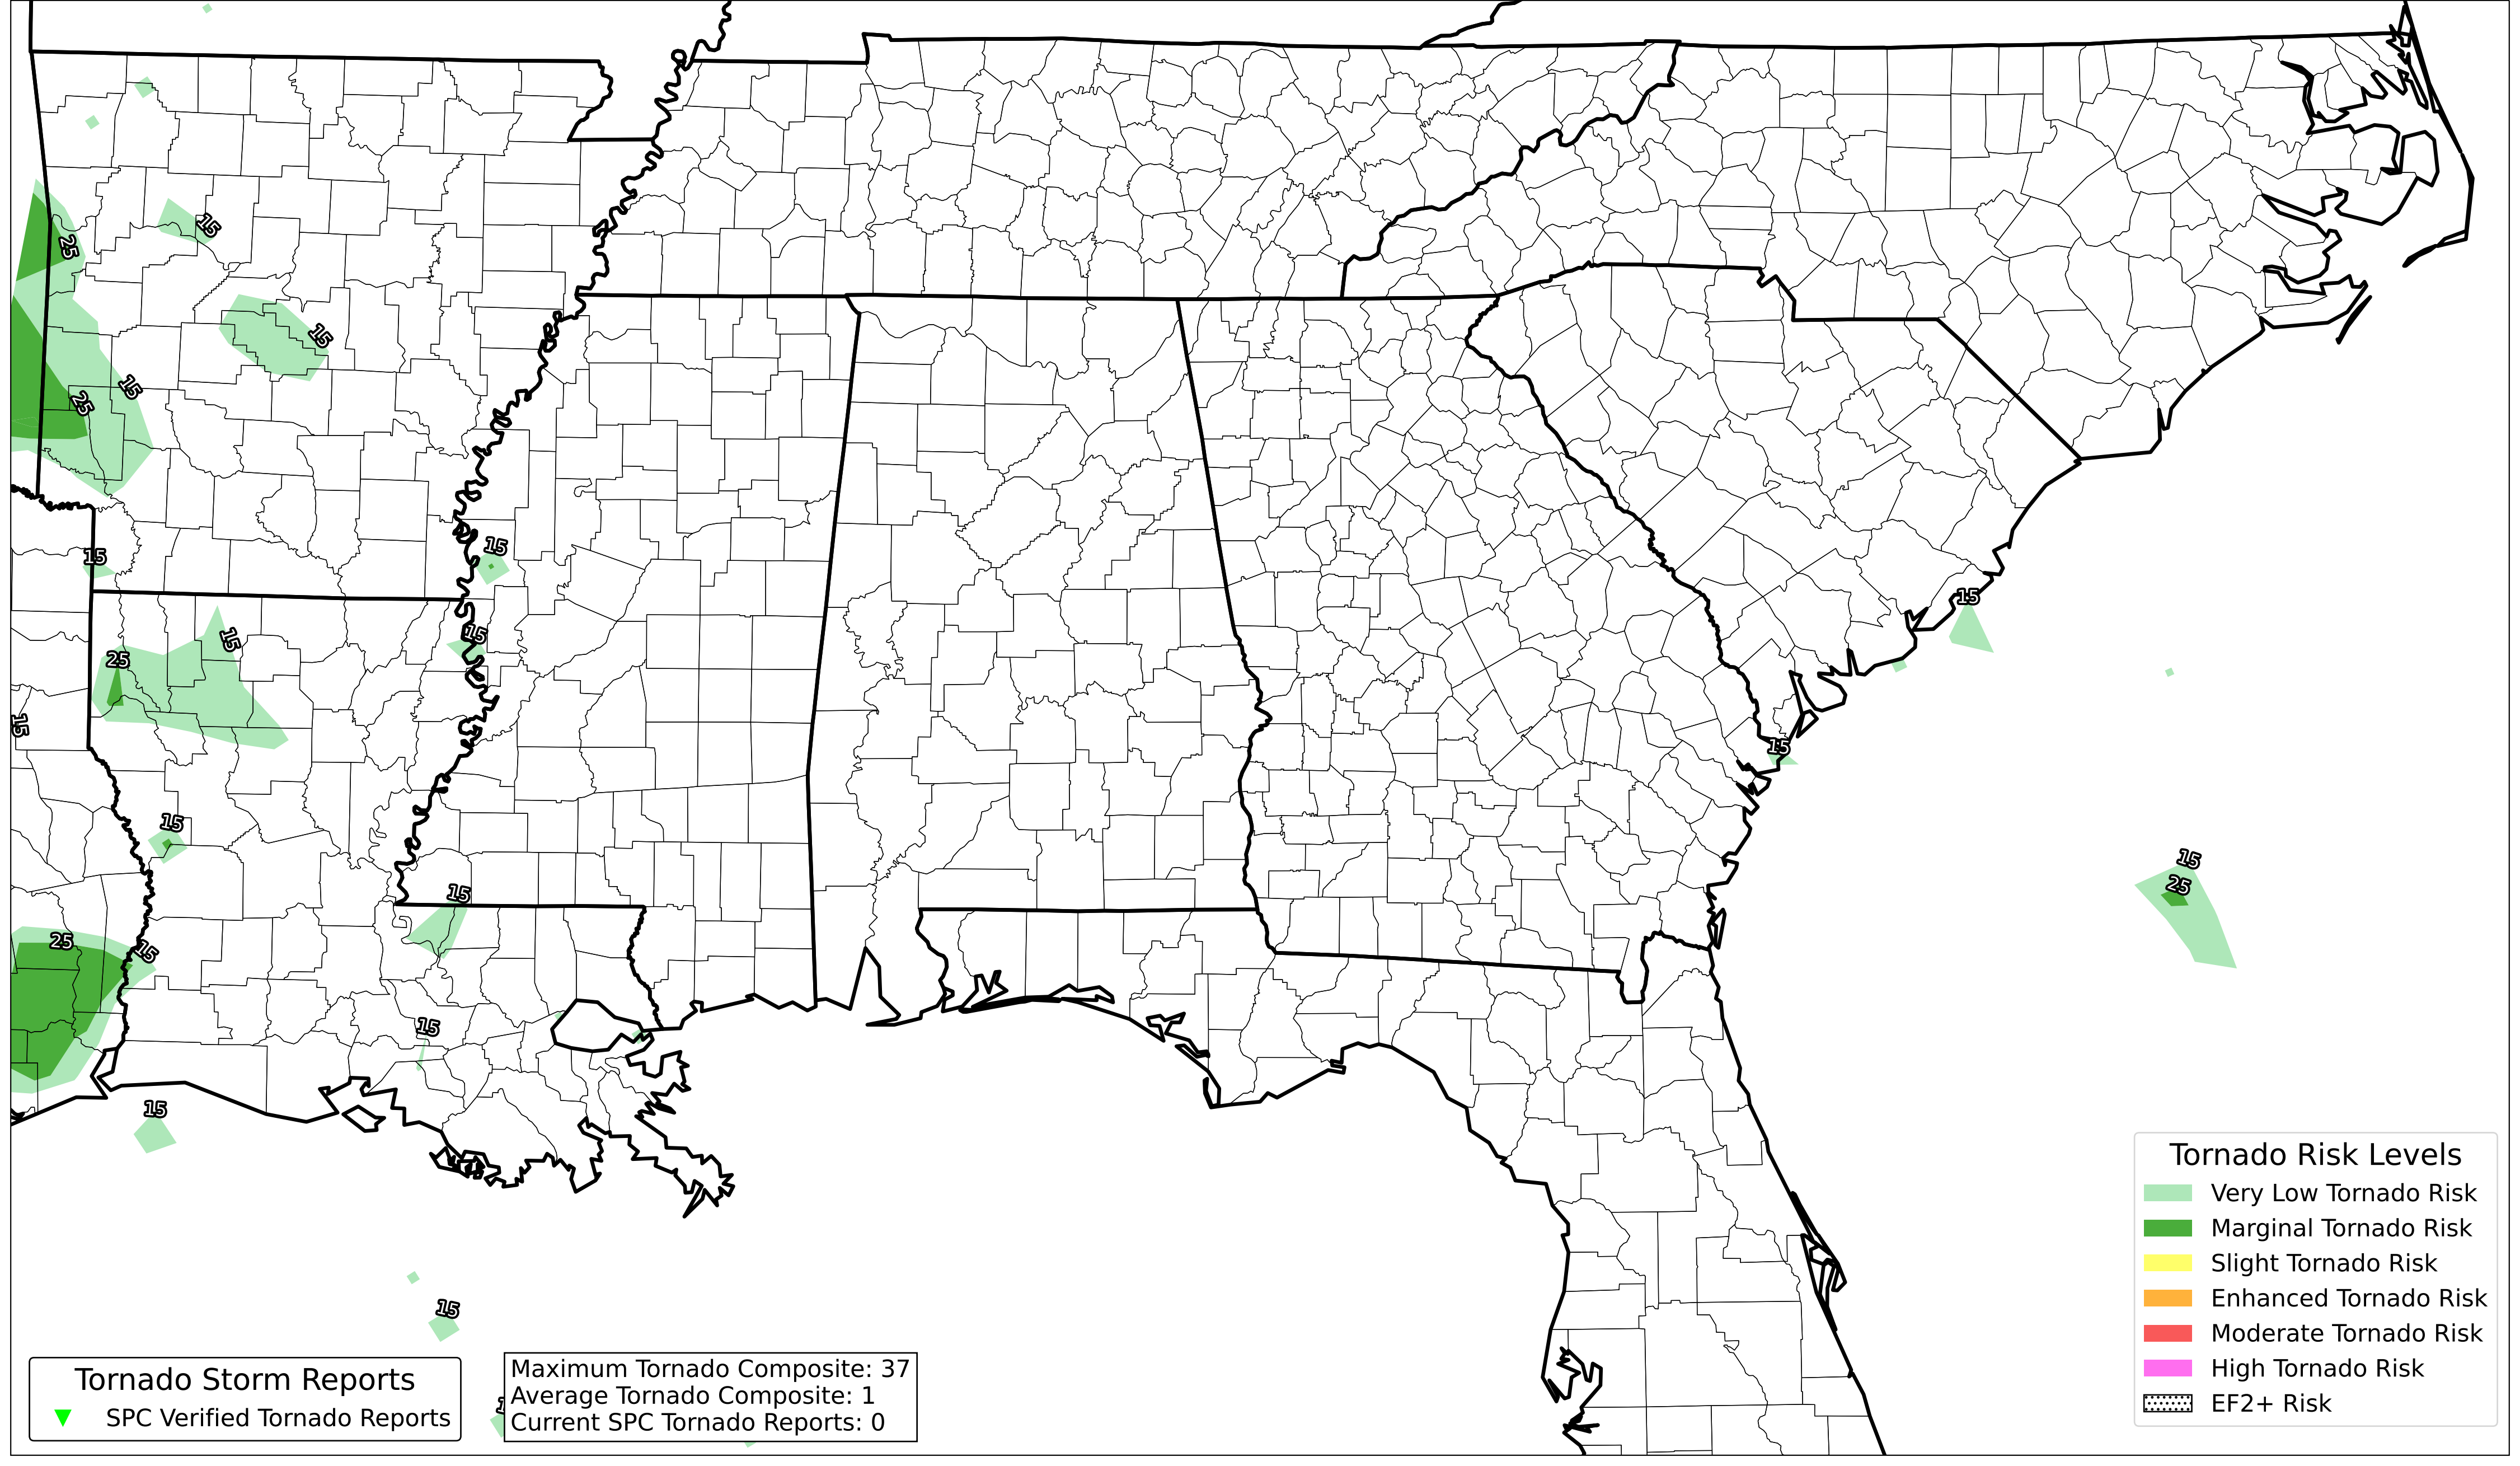 15
25
15
15
25
15
15
15
15
25
15
15
15
15
15
15
25
15
25
15
15
15
15
Tornado Risk Levels
Very Low Tornado Risk
Marginal Tornado Risk
Slight Tornado Risk
Enhanced Tornado Risk
Moderate Tornado Risk
High Tornado Risk
EF2+ Risk
Tornado Storm Reports
SPC Verified Tornado Reports
Maximum Tornado Composite: 37
Average Tornado Composite: 1
Current SPC Tornado Reports: 0